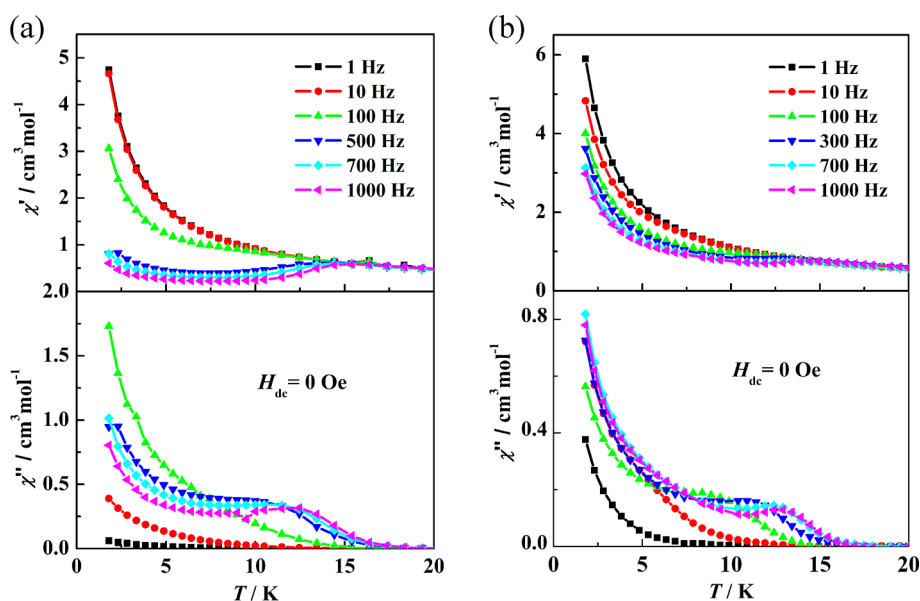 (a)
χ' / cm³mol⁻¹
5
4
3
2
1
1 Hz
10 Hz
100 Hz
500 Hz
700 Hz
1000 Hz
χ'' / cm³mol⁻¹
2.0
1.5
1.0
0.5
0.0
H_dc = 0 Oe
0 5 10 15 20
T / K
(b)
χ' / cm³mol⁻¹
6
4
2
0
1 Hz
10 Hz
100 Hz
300 Hz
700 Hz
1000 Hz
χ'' / cm³mol⁻¹
0.8
0.4
0.0
H_dc = 0 Oe
0 5 10 15 20
T / K